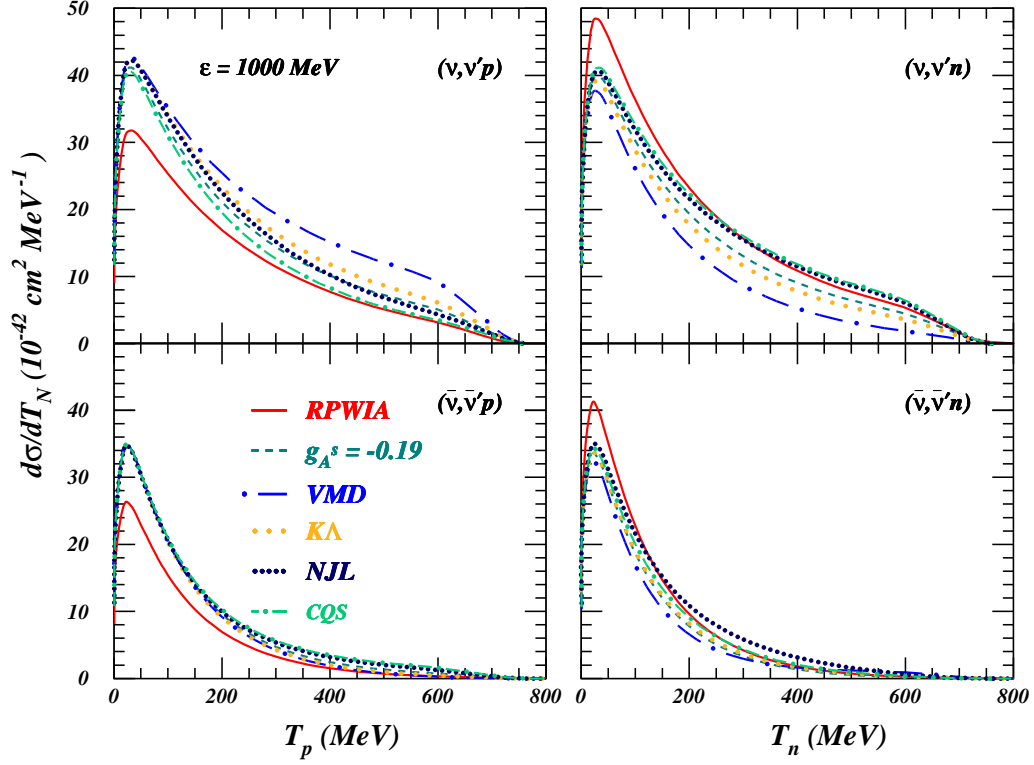 50
40
30
20
10
0
ε = 1000 MeV
(ν,ν′p)
(ν,ν′n)
dσ/dT_N (10^-42 cm^2 MeV^-1)
40
30
20
10
0
(ν̄,ν̄′p)
(ν̄,ν̄′n)
RPWIA
g_A^s = -0.19
VMD
KΛ
NJL
CQS
0 200 400 600 800
0 200 400 600 800
T_p (MeV)
T_n (MeV)